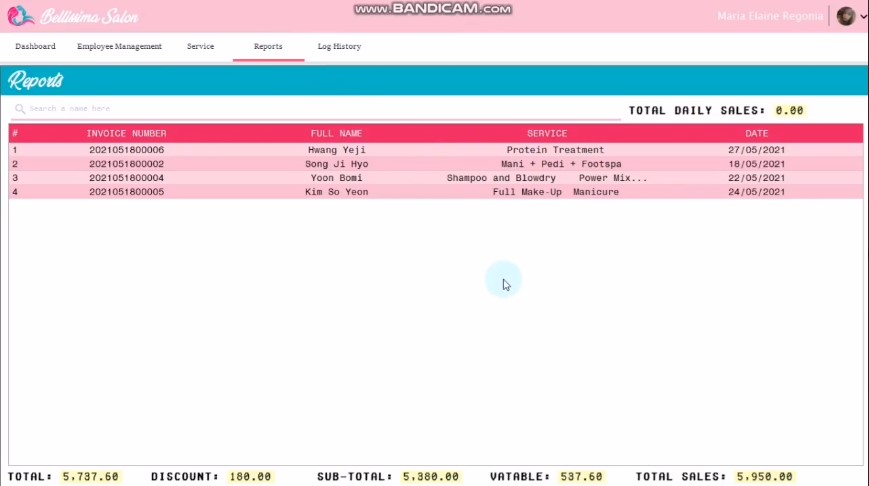 www.BANDICAM.com
Bellissima Salon
Maria Elaine Regonia
Dashboard Employee Management Service Reports Log History
Reports
Search a name here
TOTAL DAILY SALES: 0.00
# INVOICE NUMBER FULL NAME SERVICE DATE
1 2021051800006 Hwang Yeji Protein Treatment 27/05/2021
2 2021051800002 Song Ji Hyo Mani + Pedi + Footspa 18/05/2021
3 2021051800004 Yoon Bomi Shampoo and Blowdry Power Mix... 22/05/2021
4 2021051800005 Kim So Yeon Full Make-Up Manicure 24/05/2021
TOTAL: 5,737.60 DISCOUNT: 180.00 SUB-TOTAL: 5,380.00 VATABLE: 537.60 TOTAL SALES: 5,950.00